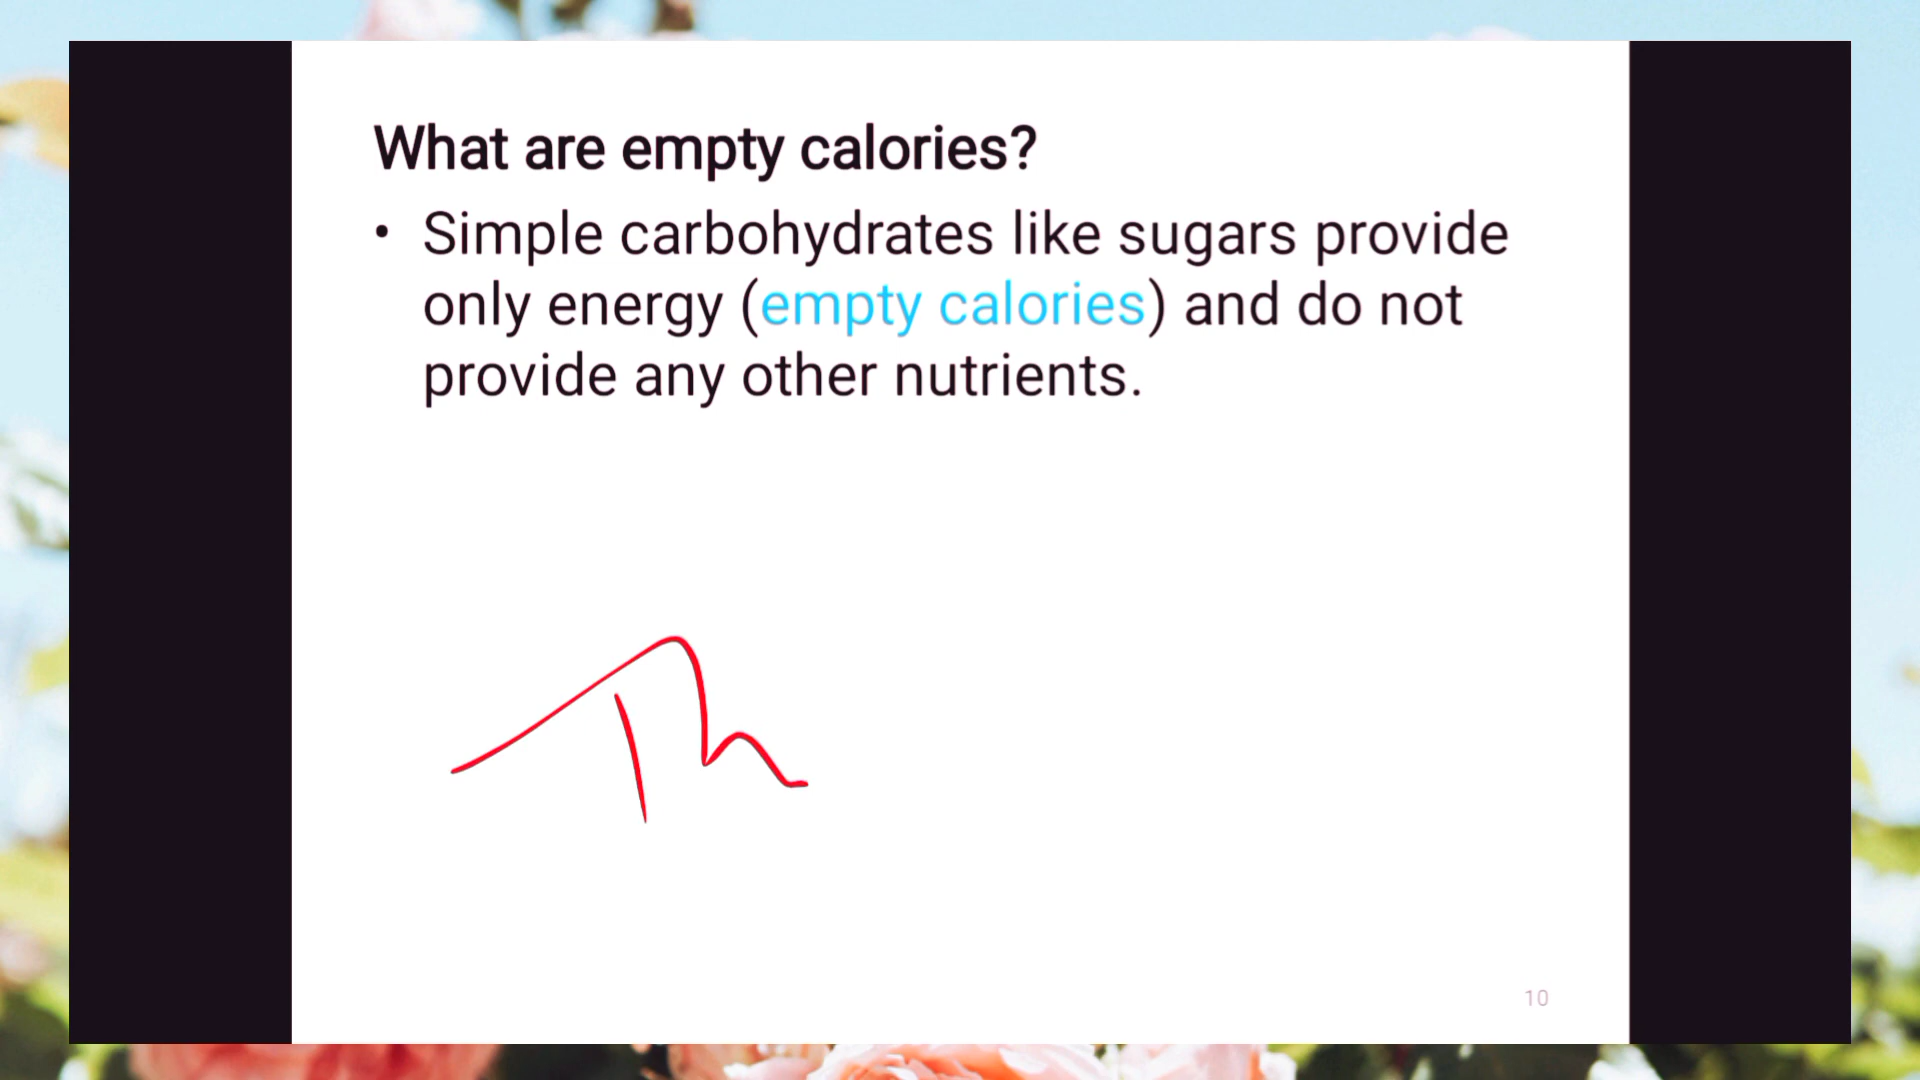 What are empty calories?
• Simple carbohydrates like sugars provide
only energy (empty calories) and do not
provide any other nutrients.
Th
10